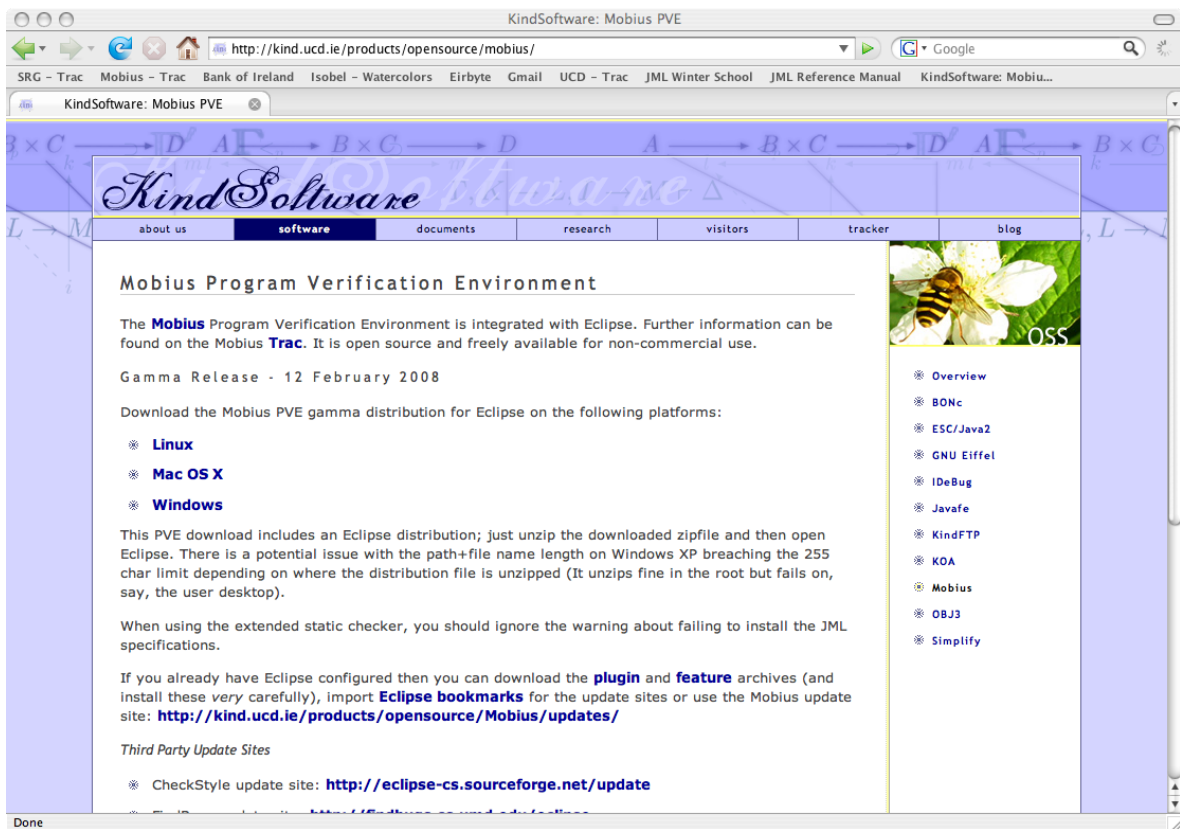 KindSoftware: Mobius PVE
http://kind.ucd.ie/products/opensource/mobius/
Google
SRG – Trac Mobius – Trac Bank of Ireland Isobel – Watercolors Eirbyte Gmail UCD – Trac JML Winter School JML Reference Manual KindSoftware: Mobiu...
KindSoftware: Mobius PVE
KindSoftware
about us software documents research visitors tracker blog
Mobius Program Verification Environment
The Mobius Program Verification Environment is integrated with Eclipse. Further information can be
found on the Mobius Trac. It is open source and freely available for non-commercial use.
Gamma Release - 12 February 2008
Download the Mobius PVE gamma distribution for Eclipse on the following platforms:
Linux
Mac OS X
Windows
This PVE download includes an Eclipse distribution; just unzip the downloaded zipfile and then open
Eclipse. There is a potential issue with the path+file name length on Windows XP breaching the 255
char limit depending on where the distribution file is unzipped (It unzips fine in the root but fails on,
say, the user desktop).
When using the extended static checker, you should ignore the warning about failing to install the JML
specifications.
If you already have Eclipse configured then you can download the plugin and feature archives (and
install these very carefully), import Eclipse bookmarks for the update sites or use the Mobius update
site: http://kind.ucd.ie/products/opensource/Mobius/updates/
Third Party Update Sites
CheckStyle update site: http://eclipse-cs.sourceforge.net/update
OSS
Overview
BONc
ESC/Java2
GNU Eiffel
IDeBug
Javafe
KindFTP
KOA
Mobius
OBJ3
Simplify
Done